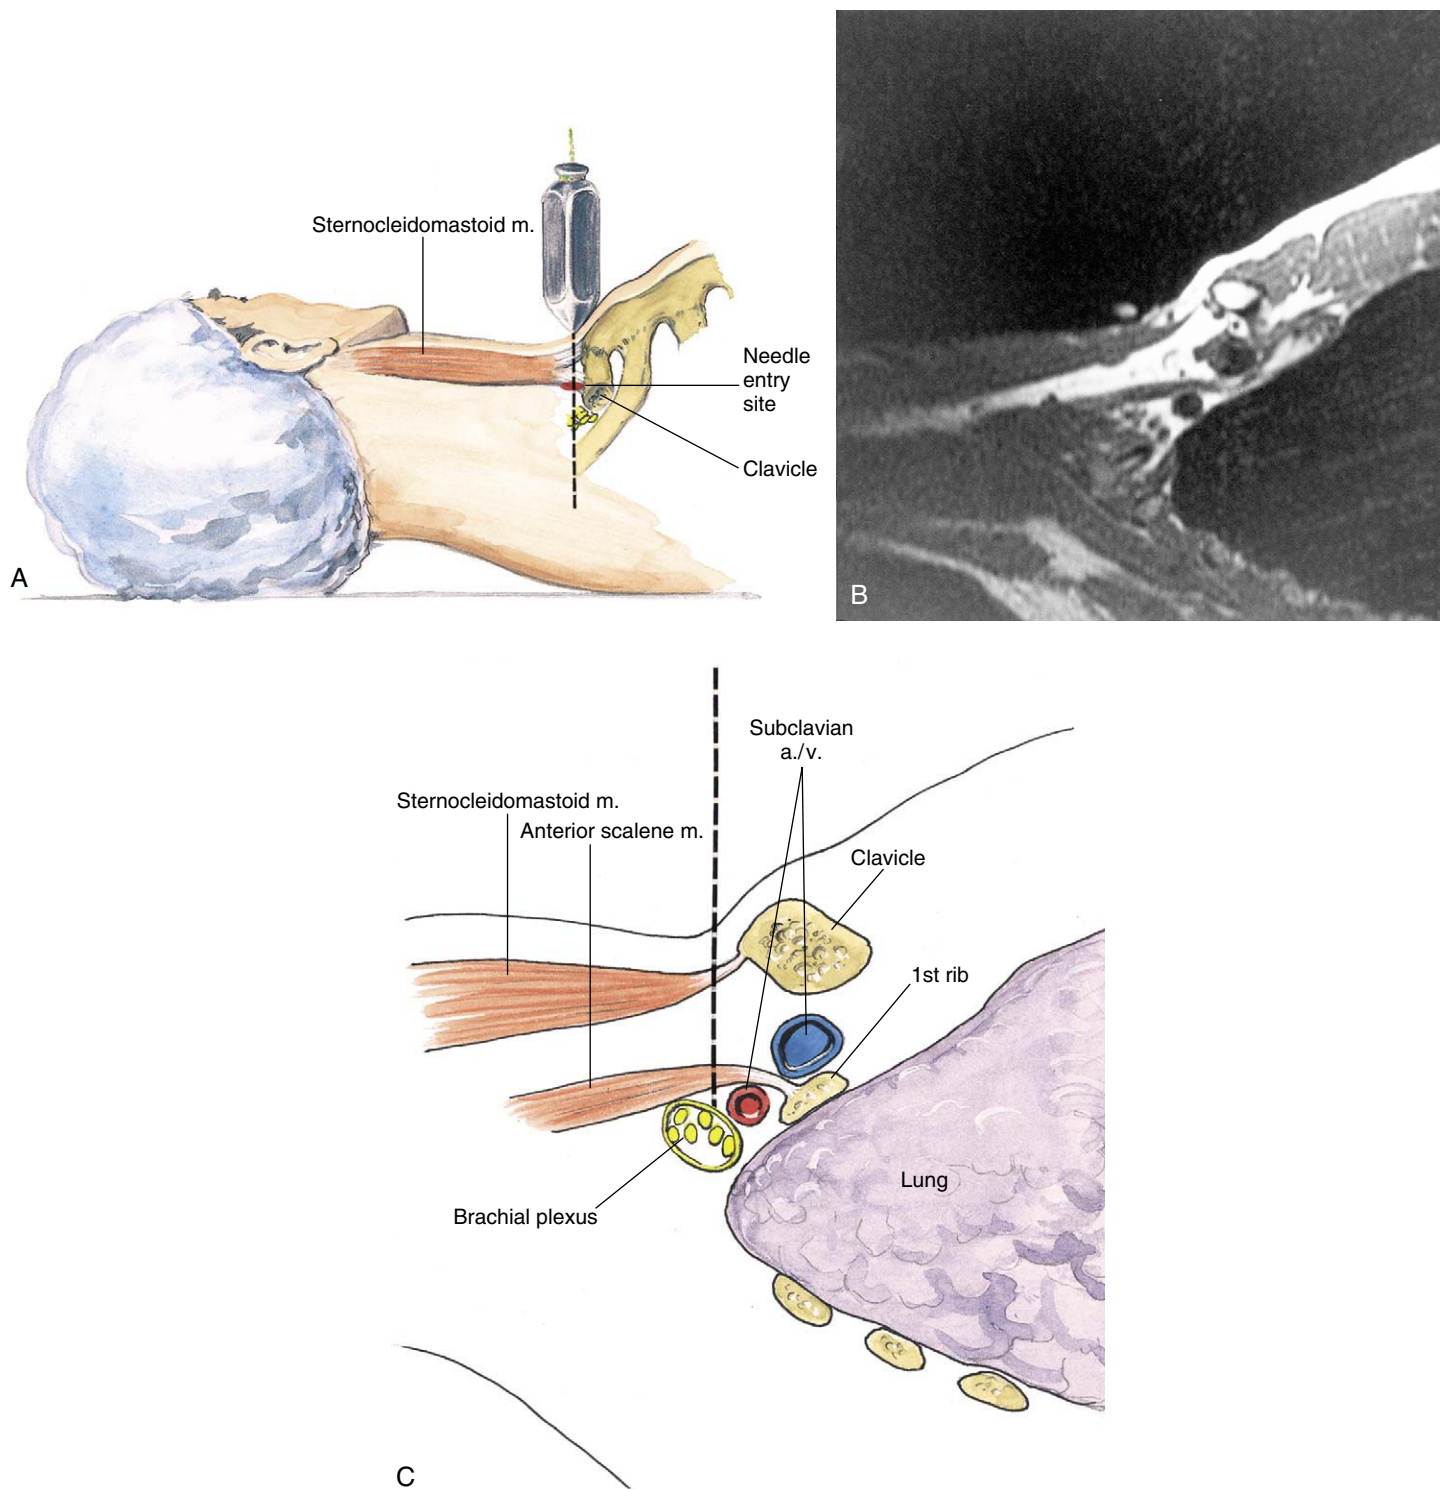 Sternocleidomastoid m.
Needle
entry
site
Clavicle
A
B
Subclavian
a./v.
Sternocleidomastoid m.
Anterior scalene m.
Clavicle
1st rib
Lung
Brachial plexus
C